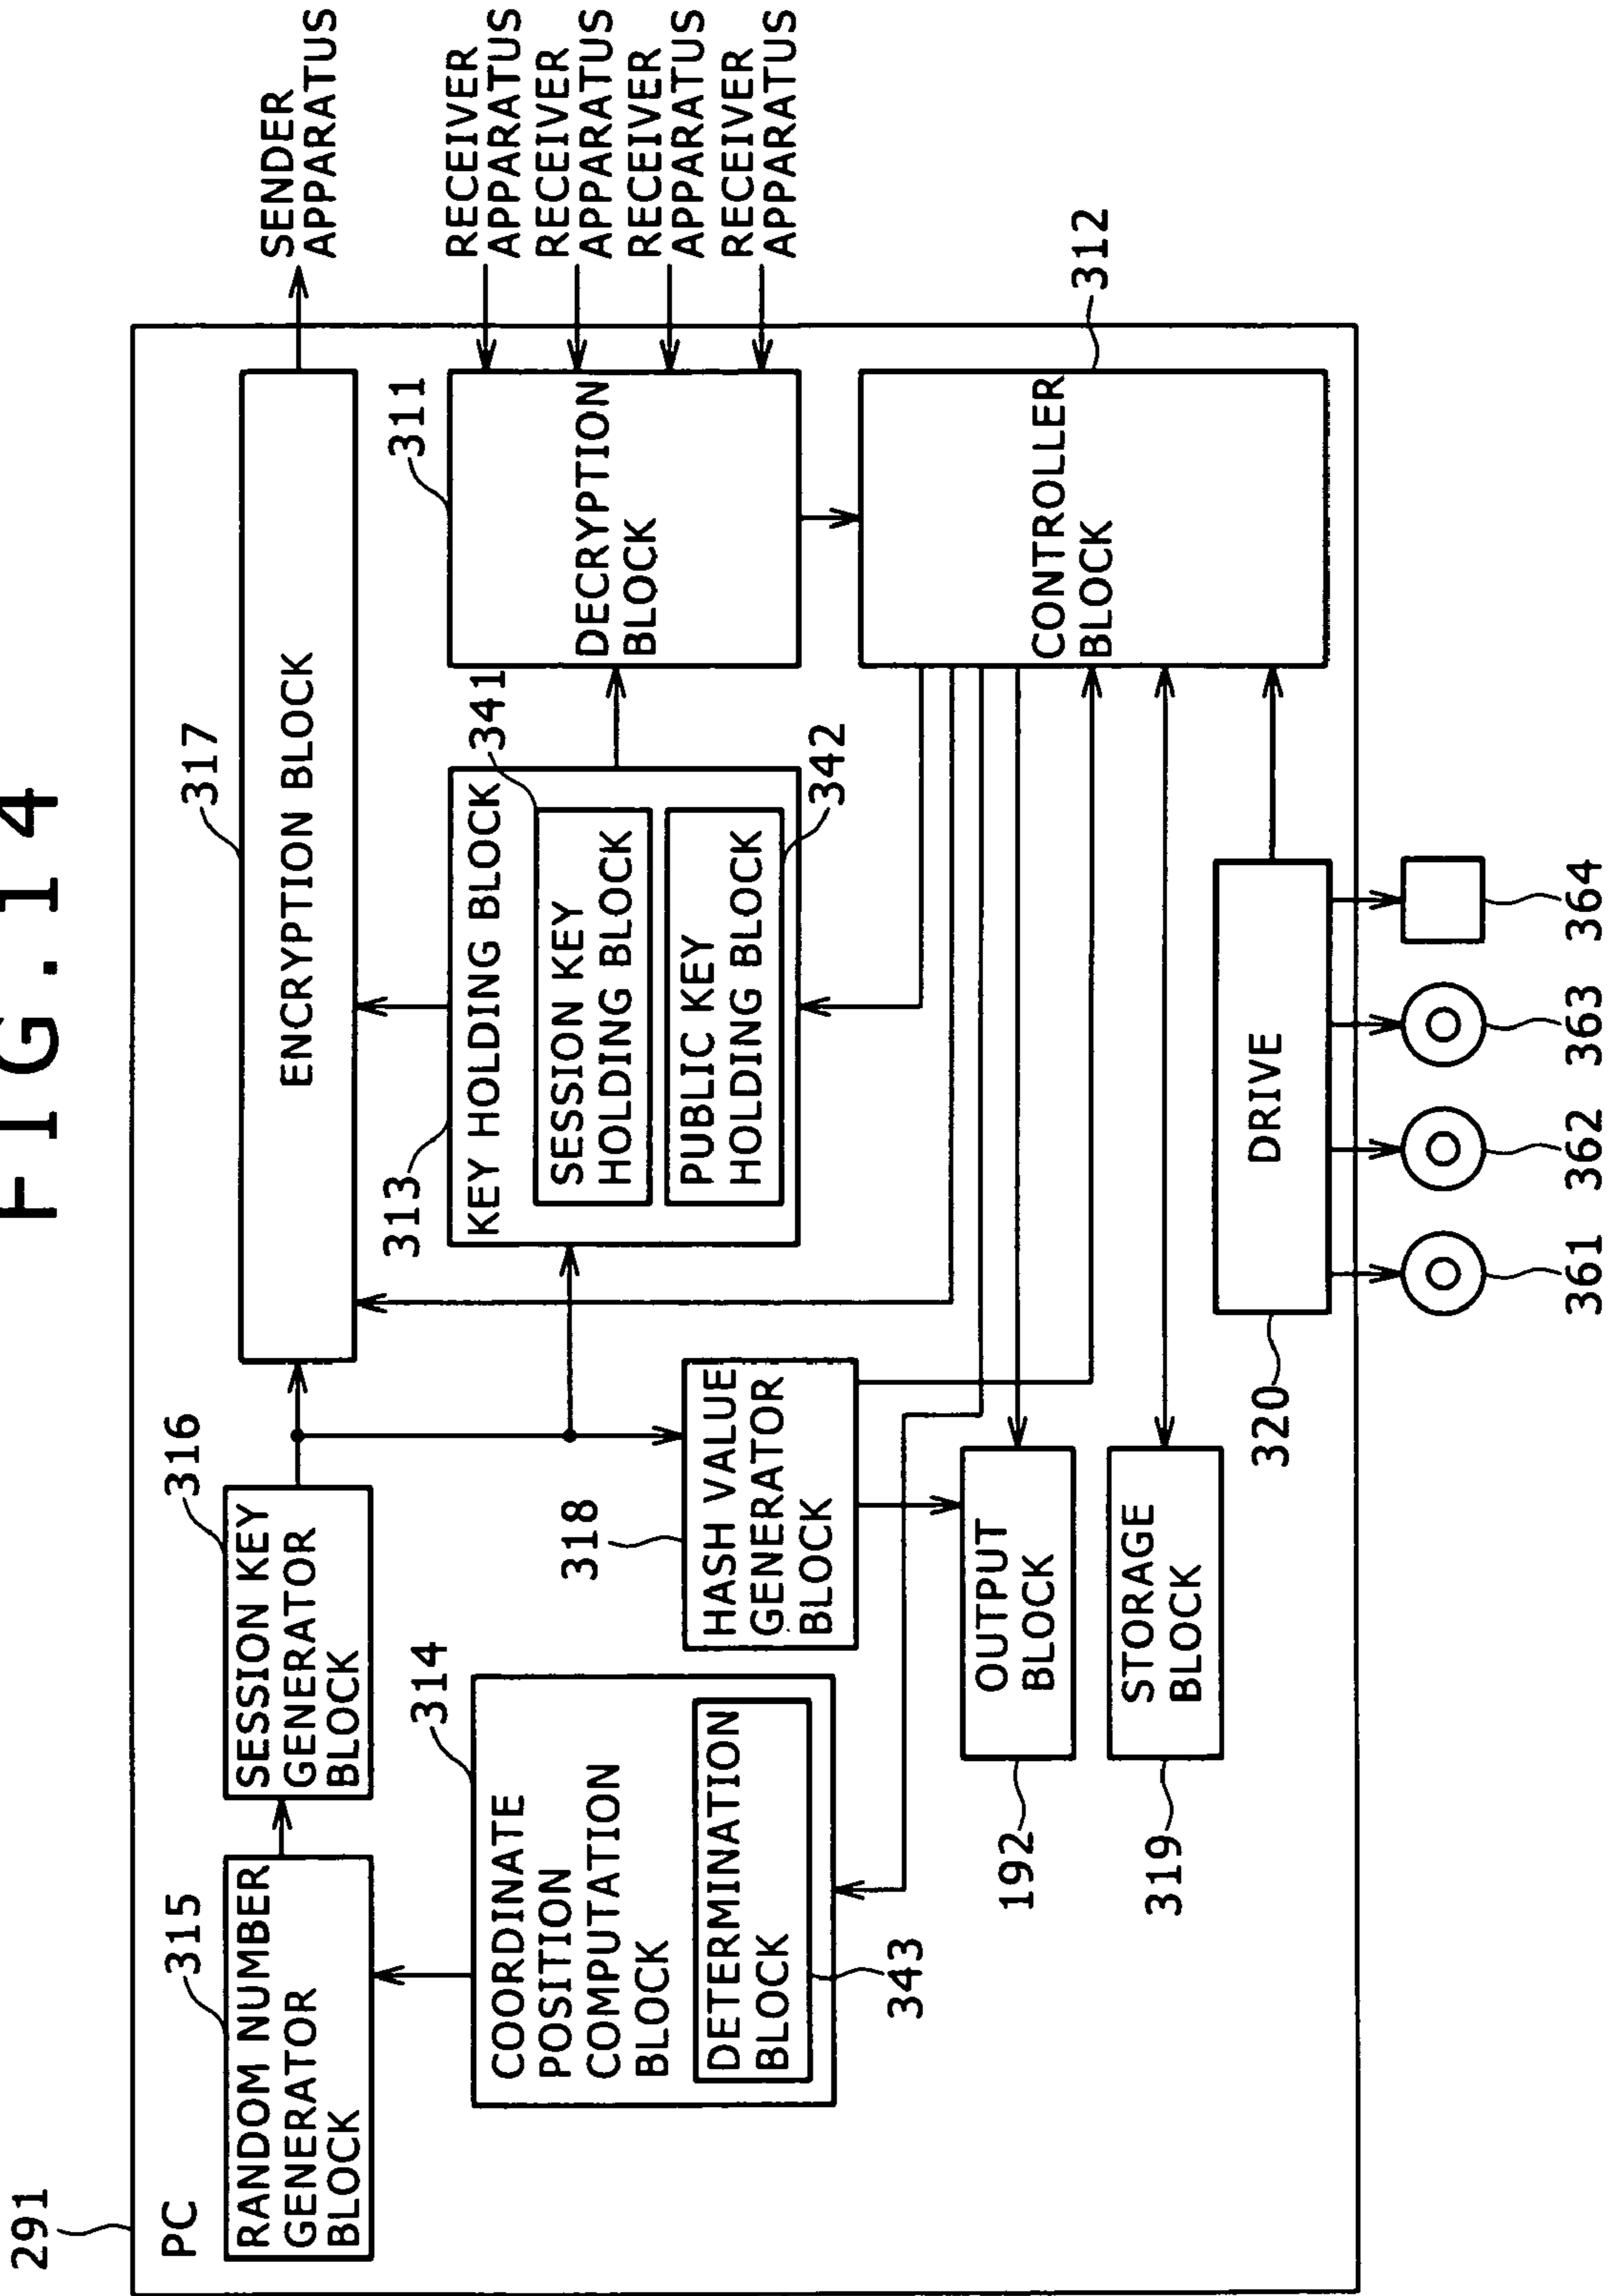 FIG.14
291
PC
315
RANDOM NUMBER
GENERATOR
BLOCK
316
SESSION KEY
GENERATOR
BLOCK
317
ENCRYPTION BLOCK
SENDER
APPARATUS
314
COORDINATE
POSITION
COMPUTATION
BLOCK
DETERMINATION
BLOCK
343
318
HASH VALUE
GENERATOR
BLOCK
313
KEY HOLDING BLOCK
341
SESSION KEY
HOLDING BLOCK
PUBLIC KEY
HOLDING BLOCK
342
311
DECRYPTION
BLOCK
RECEIVER
APPARATUS
RECEIVER
APPARATUS
RECEIVER
APPARATUS
RECEIVER
APPARATUS
192
OUTPUT
BLOCK
319
STORAGE
BLOCK
312
CONTROLLER
BLOCK
320
DRIVE
361
362
363
364